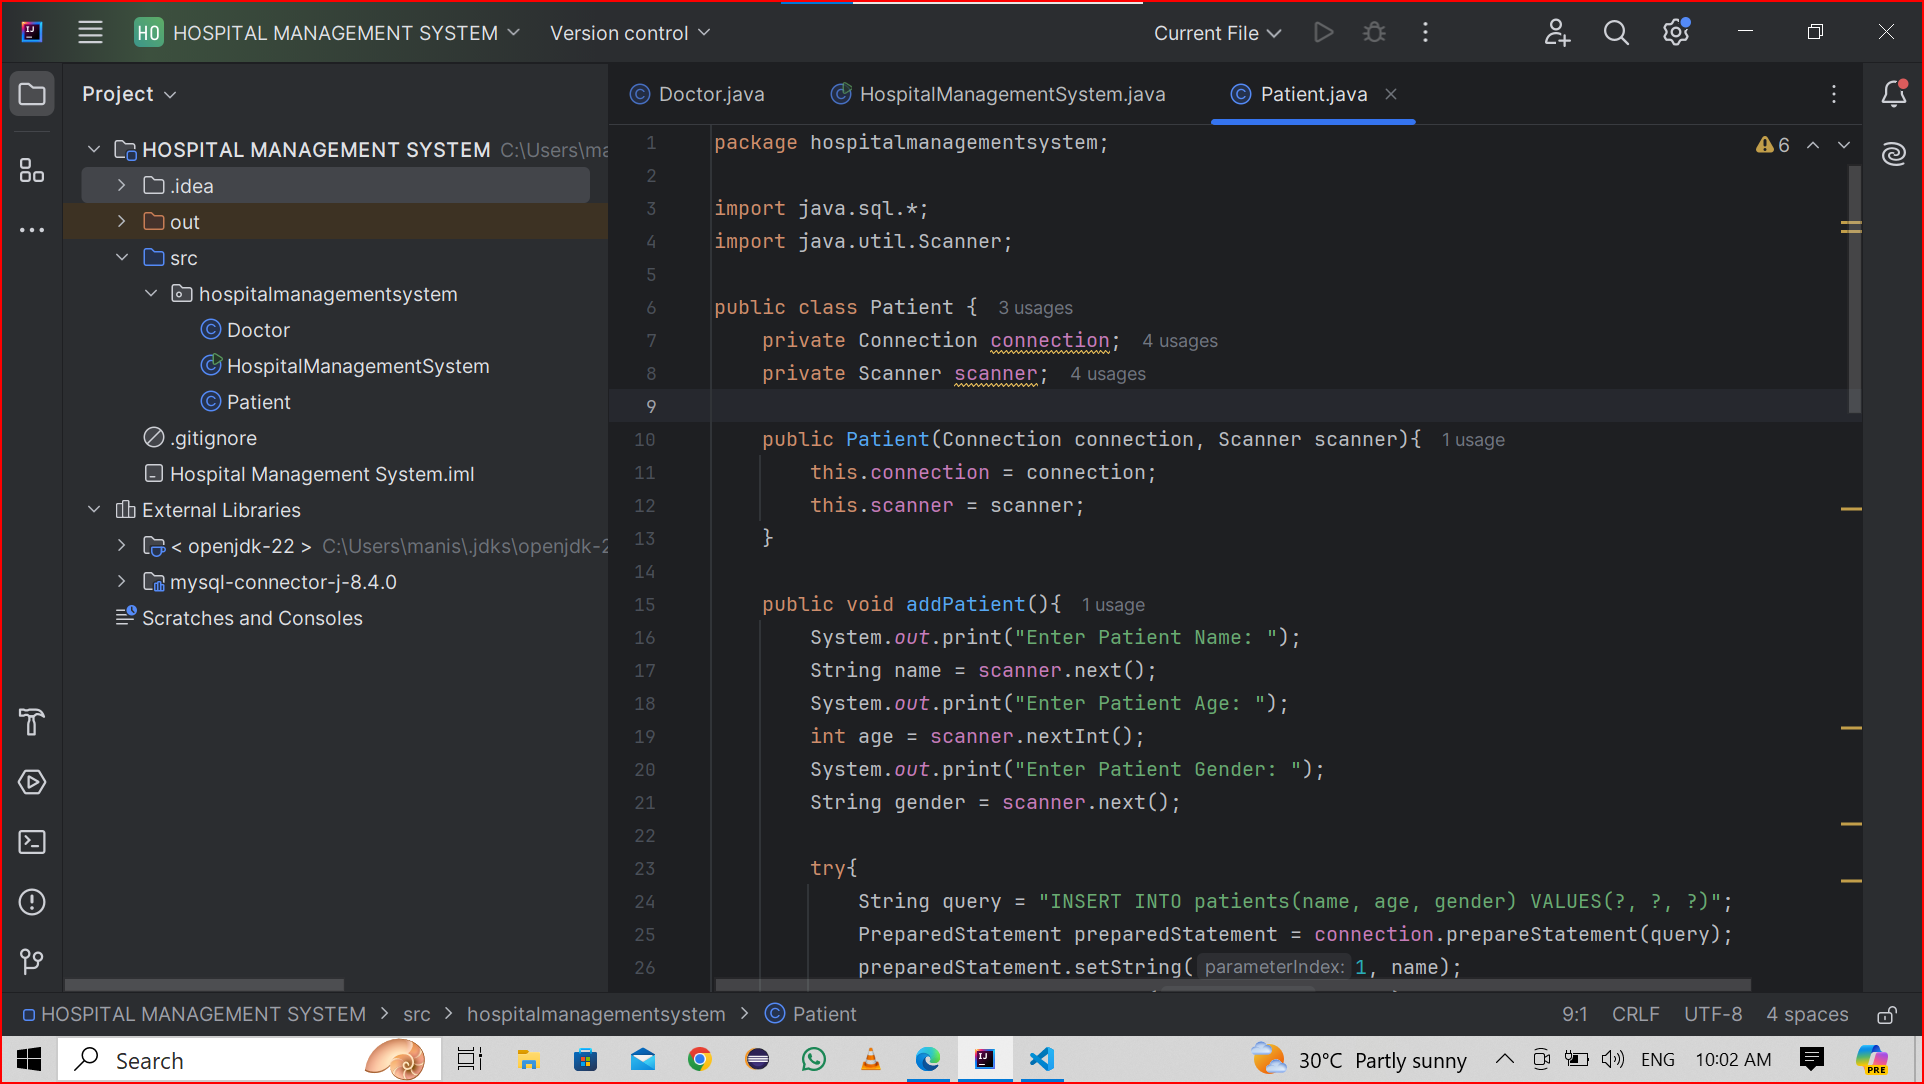 HO HOSPITAL MANAGEMENT SYSTEM Version control Current File
Project
HOSPITAL MANAGEMENT SYSTEM C:\Users\ma
.idea
out
src
hospitalmanagementsystem
Doctor
HospitalManagementSystem
Patient
.gitignore
Hospital Management System.iml
External Libraries
< openjdk-22 > C:\Users\manis\.jdks\openjdk-2
mysql-connector-j-8.4.0
Scratches and Consoles
Doctor.java HospitalManagementSystem.java Patient.java
6
1 package hospitalmanagementsystem;
2
3 import java.sql.*;
4 import java.util.Scanner;
5
6 public class Patient { 3 usages
7 private Connection connection; 4 usages
8 private Scanner scanner; 4 usages
9
10 public Patient(Connection connection, Scanner scanner){ 1 usage
11 this.connection = connection;
12 this.scanner = scanner;
13 }
14
15 public void addPatient(){ 1 usage
16 System.out.print("Enter Patient Name: ");
17 String name = scanner.next();
18 System.out.print("Enter Patient Age: ");
19 int age = scanner.nextInt();
20 System.out.print("Enter Patient Gender: ");
21 String gender = scanner.next();
22
23 try{
24 String query = "INSERT INTO patients(name, age, gender) VALUES(?, ?, ?)";
25 PreparedStatement preparedStatement = connection.prepareStatement(query);
26 preparedStatement.setString( parameterIndex: 1, name);
HOSPITAL MANAGEMENT SYSTEM > src > hospitalmanagementsystem > Patient 9:1 CRLF UTF-8 4 spaces
Search 30°C Partly sunny ENG 10:02 AM PRE